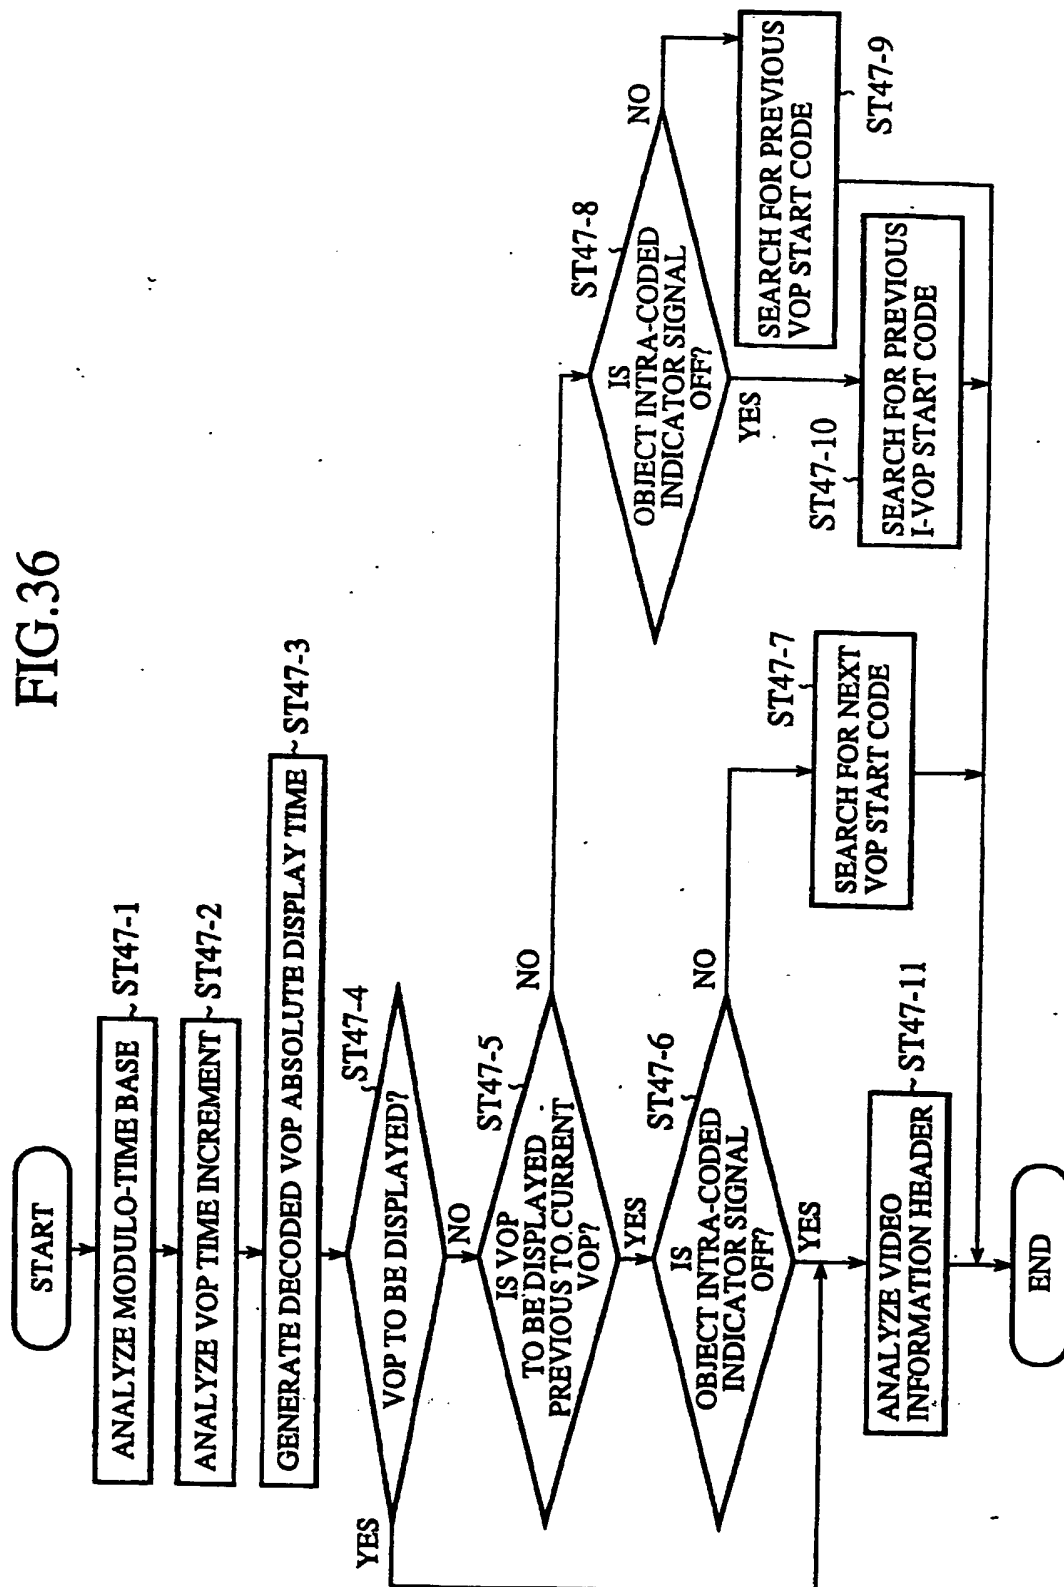 FIG.36
START
ANALYZE MODULO-TIME BASE
ST47-1
ANALYZE VOP TIME INCREMENT
ST47-2
GENERATE DECODED VOP ABSOLUTE DISPLAY TIME
ST47-3
ST47-4
VOP TO BE DISPLAYED?
YES
NO
ST47-5
IS VOP
TO BE DISPLAYED
PREVIOUS TO CURRENT
VOP?
NO
YES
ST47-6
IS
OBJECT INTRA-CODED
INDICATOR SIGNAL
OFF?
NO
YES
ST47-7
SEARCH FOR NEXT
VOP START CODE
ST47-8
IS
OBJECT INTRA-CODED
INDICATOR SIGNAL
OFF?
NO
YES
SEARCH FOR PREVIOUS
VOP START CODE
ST47-9
ST47-10
SEARCH FOR PREVIOUS
I-VOP START CODE
ANALYZE VIDEO
INFORMATION HEADER
ST47-11
END